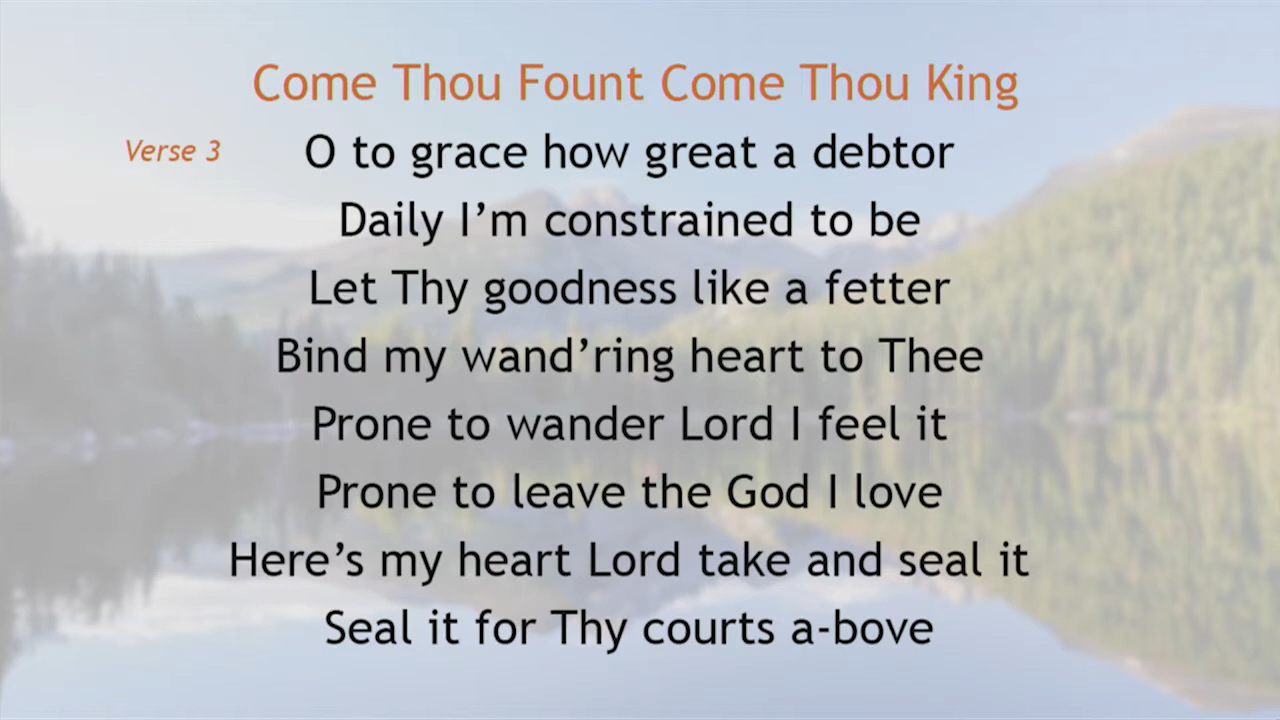 Come Thou Fount Come Thou King
Verse 3
O to grace how great a debtor
Daily I’m constrained to be
Let Thy goodness like a fetter
Bind my wand’ring heart to Thee
Prone to wander Lord I feel it
Prone to leave the God I love
Here’s my heart Lord take and seal it
Seal it for Thy courts a-bove